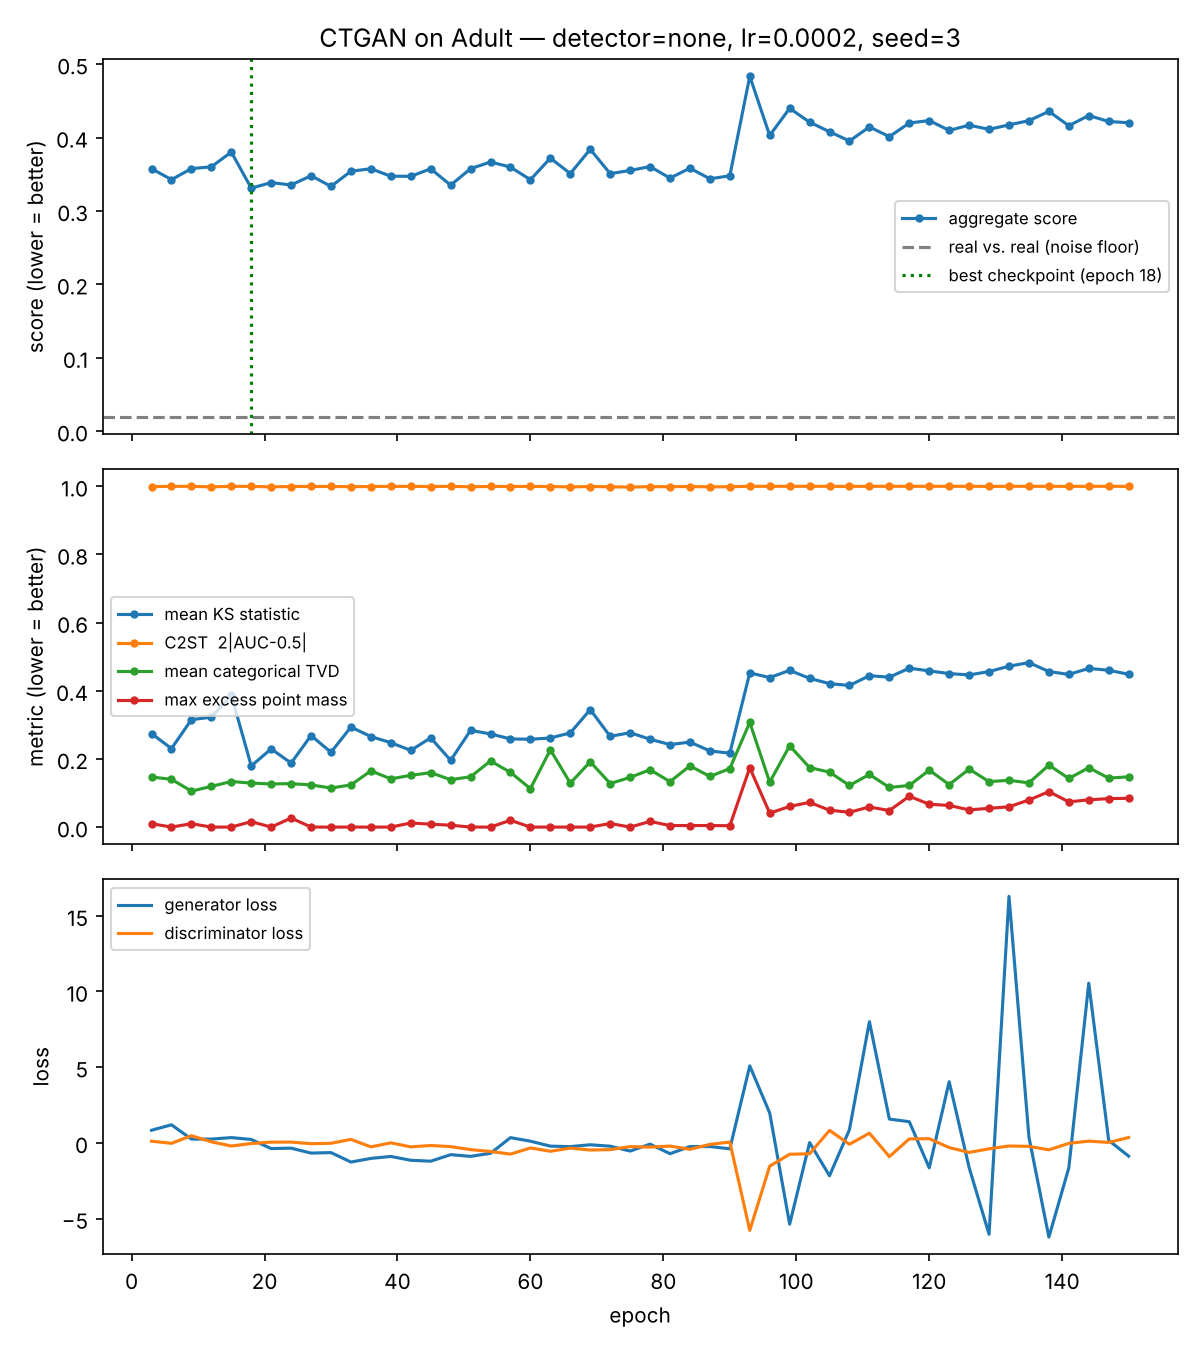 CTGAN on Adult — detector=none, lr=0.0002, seed=3
score (lower = better)
0.5
0.4
0.3
0.2
0.1
0.0
aggregate score
real vs. real (noise floor)
best checkpoint (epoch 18)
metric (lower = better)
1.0
0.8
0.6
0.4
0.2
0.0
mean KS statistic
C2ST  2|AUC-0.5|
mean categorical TVD
max excess point mass
loss
15
10
5
0
−5
generator loss
discriminator loss
0 20 40 60 80 100 120 140
epoch